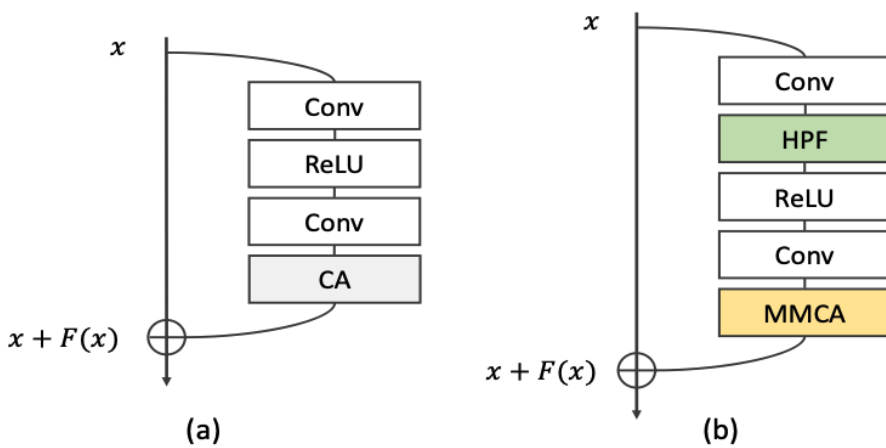 x
Conv
ReLU
Conv
CA
x + F(x)
(a)
x
Conv
HPF
ReLU
Conv
MMCA
x + F(x)
(b)